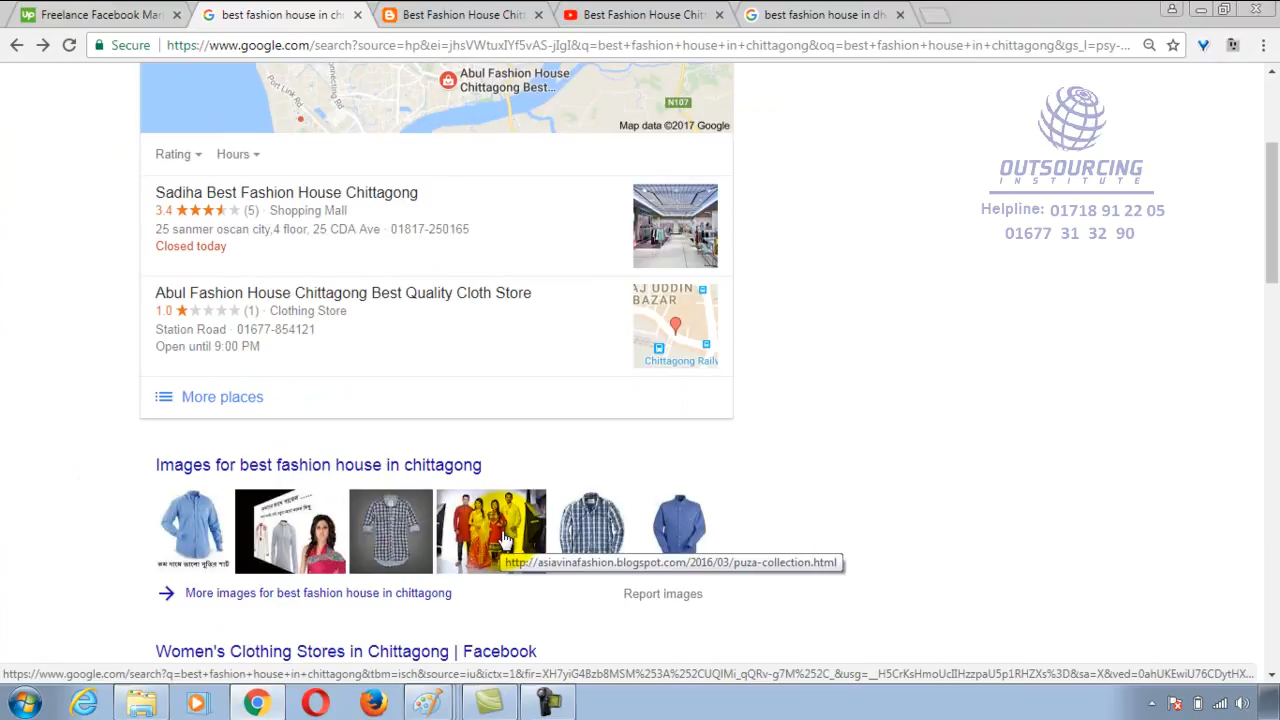 Freelance Facebook Mar
best fashion house in ch
Best Fashion House Chitt
Best Fashion House Chitt
best fashion house in dh
Secure
https://www.google.com/search?source=hp&ei=jhsVWtuxIYf5vAS-jIgI&q=best+fashion+house+in+chittagong&oq=best+fashion+house+in+chittagong&gs_l=psy-...
Port Link Rd
Abul Fashion House
Chittagong Best...
N107
Map data ©2017 Google
OUTSOURCING
INSTITUTE
Helpline: 01718 91 22 05
01677 31 32 90
Rating
Hours
Sadiha Best Fashion House Chittagong
3.4 (5) · Shopping Mall
25 sanmer oscan city,4 floor, 25 CDA Ave · 01817-250165
Closed today
Abul Fashion House Chittagong Best Quality Cloth Store
1.0 (1) · Clothing Store
Station Road · 01677-854121
Open until 9:00 PM
AJ UDDIN
BAZAR
Chittagong Railv
More places
Images for best fashion house in chittagong
http://asiavinafashion.blogspot.com/2016/03/puza-collection.html
More images for best fashion house in chittagong
Report images
Women's Clothing Stores in Chittagong | Facebook